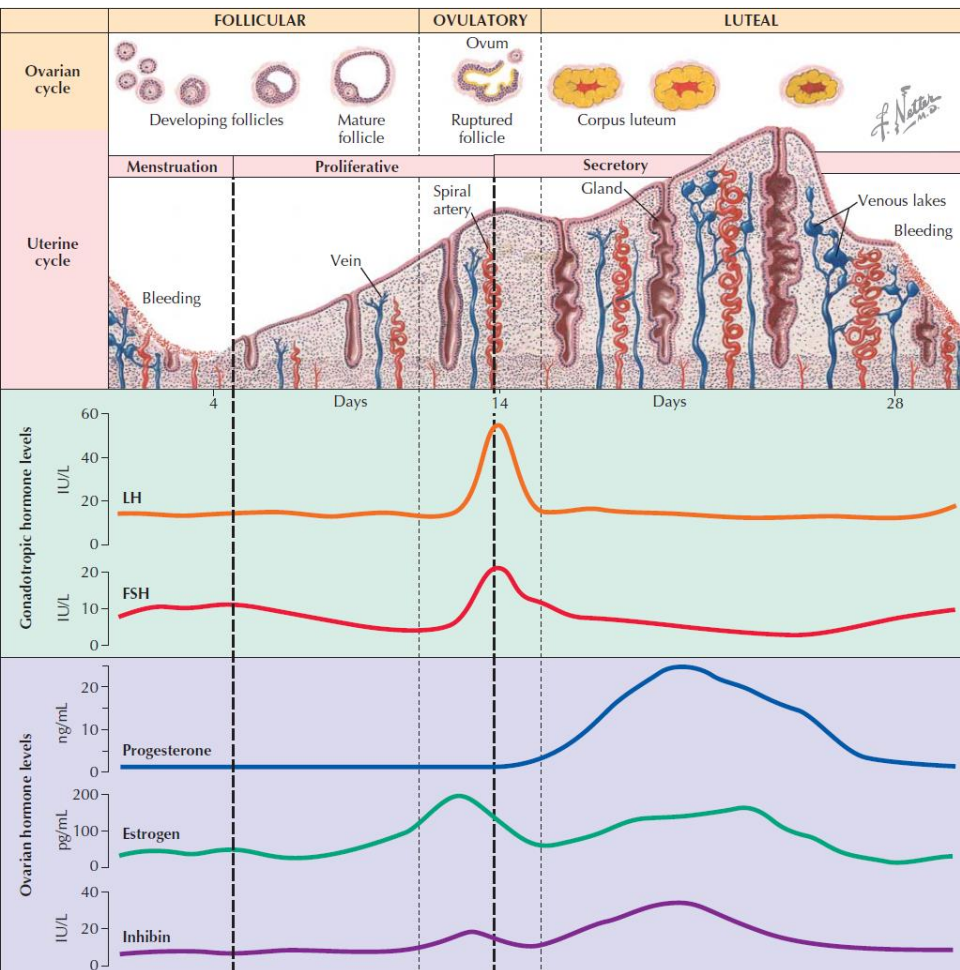 FOLLICULAR OVULATORY LUTEAL
Ovarian
cycle
Ovum
Developing follicles
Mature
follicle
Ruptured
follicle
Corpus luteum
F. Netter
M.D.
Menstruation Proliferative Secretory
Uterine
cycle
Bleeding
Vein
Spiral
artery
Gland
Venous lakes
Bleeding
4 Days 14 Days 28
Gonadotropic hormone levels
IU/L
60
40
20
0
LH
IU/L
20
10
0
FSH
Ovarian hormone levels
ng/mL
20
10
0
Progesterone
pg/mL
200
100
0
Estrogen
IU/L
40
20
0
Inhibin